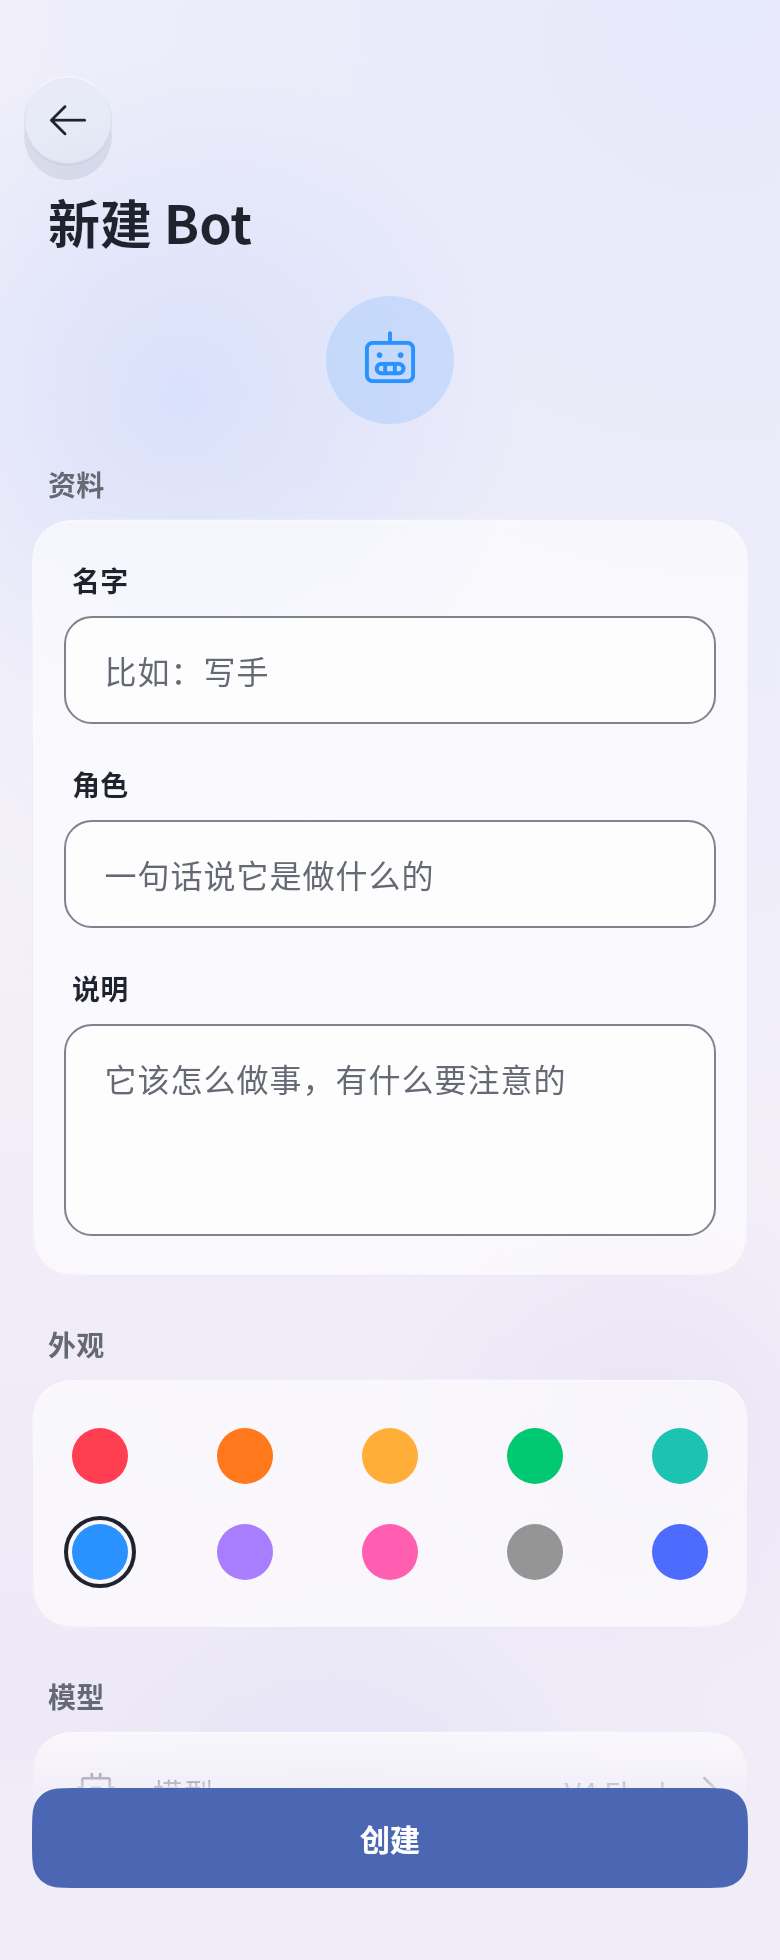 新建 Bot
资料
名字
比如：写手
角色
一句话说它是做什么的
说明
它该怎么做事，有什么要注意的
外观
模型
模型
创建